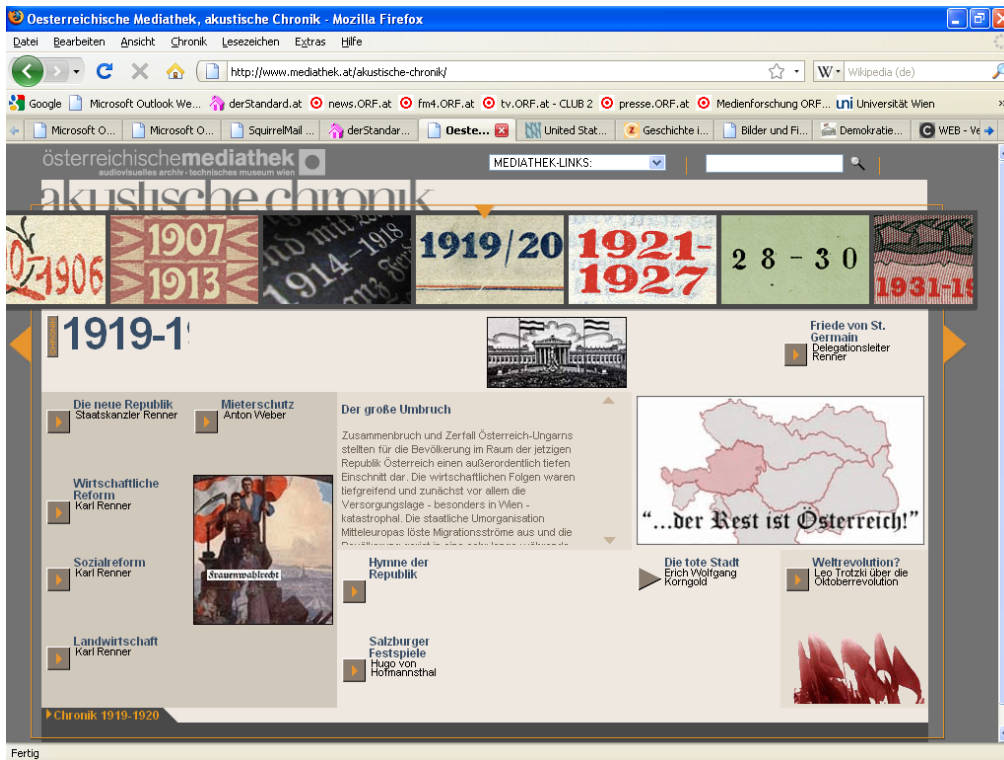 Oesterreichische Mediathek, akustische Chronik - Mozilla Firefox
Datei Bearbeiten Ansicht Chronik Lesezeichen Extras Hilfe
http://www.mediathek.at/akustische-chronik/
W Wikipedia (de)
Google Microsoft Outlook We... derStandard.at news.ORF.at fm4.ORF.at tv.ORF.at - CLUB 2 presse.ORF.at Medienforschung ORF... uni Universität Wien »
Microsoft O... Microsoft O... SquirrelMail ... derStandar... Oeste... United Stat... Geschichte i... Bilder und Fi... Demokratie... WEB - Ve
österreichischemediathek
audiovisuelles archiv · technisches museum wien
MEDIATHEK-LINKS:
akustische chronik
-1906
1907
1913
1914 - 1918
1919/20
1921-
1927
28 - 30
1931-19
CHRONIK
1919-1
Friede von St.
Germain
Delegationsleiter
Renner
Die neue Republik
Staatskanzler Renner
Mieterschutz
Anton Weber
Wirtschaftliche
Reform
Karl Renner
Sozialreform
Karl Renner
Landwirtschaft
Karl Renner
Frauenwahlrecht
Der große Umbruch
Zusammenbruch und Zerfall Österreich-Ungarns
stellten für die Bevölkerung im Raum der jetzigen
Republik Österreich einen außerordentlich tiefen
Einschnitt dar. Die wirtschaftlichen Folgen waren
tiefgreifend und zunächst vor allem die
Versorgungslage - besonders in Wien -
katastrophal. Die staatliche Umorganisation
Mitteleuropas löste Migrationsströme aus und die
"...der Rest ist Österreich!"
Hymne der
Republik
Salzburger
Festspiele
Hugo von
Hofmannsthal
Die tote Stadt
Erich Wolfgang
Korngold
Weltrevolution?
Leo Trotzki über die
Oktoberrevolution
Chronik 1919-1920
Fertig